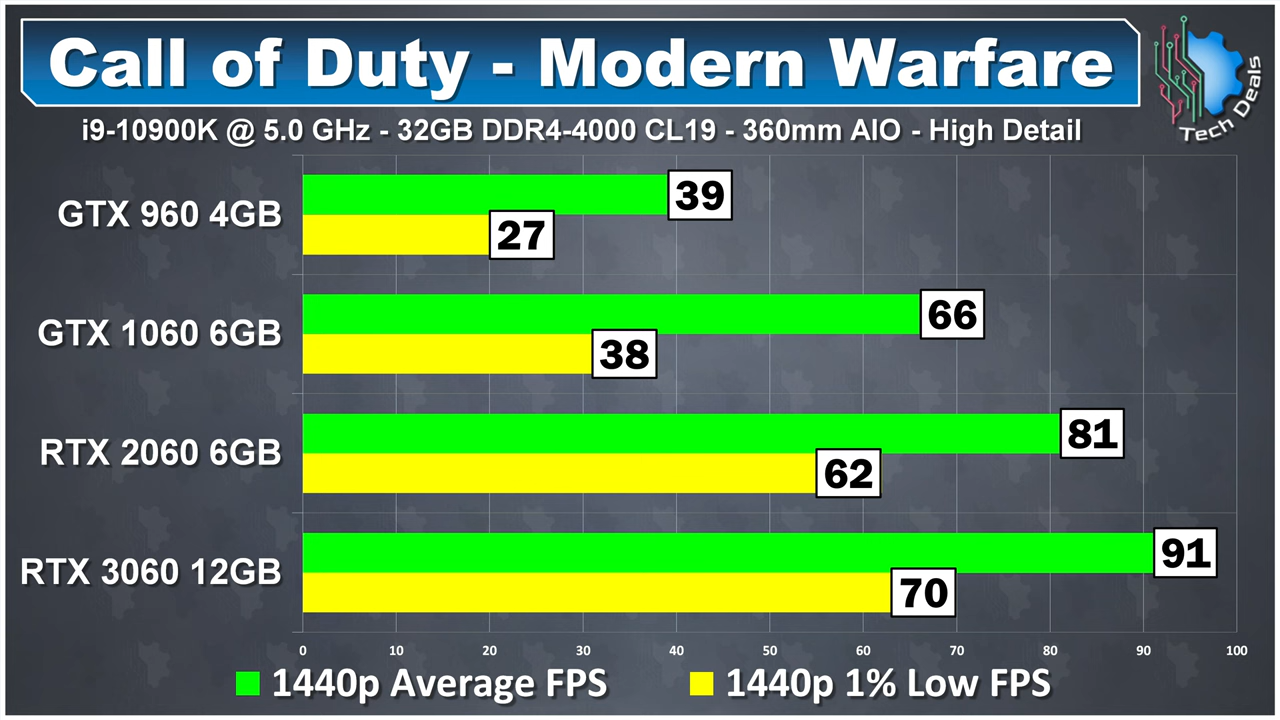 Call of Duty - Modern Warfare
Tech Deals
i9-10900K @ 5.0 GHz - 32GB DDR4-4000 CL19 - 360mm AIO - High Detail
GTX 960 4GB
39
27
GTX 1060 6GB
66
38
RTX 2060 6GB
81
62
RTX 3060 12GB
91
70
0 10 20 30 40 50 60 70 80 90 100
1440p Average FPS 1440p 1% Low FPS